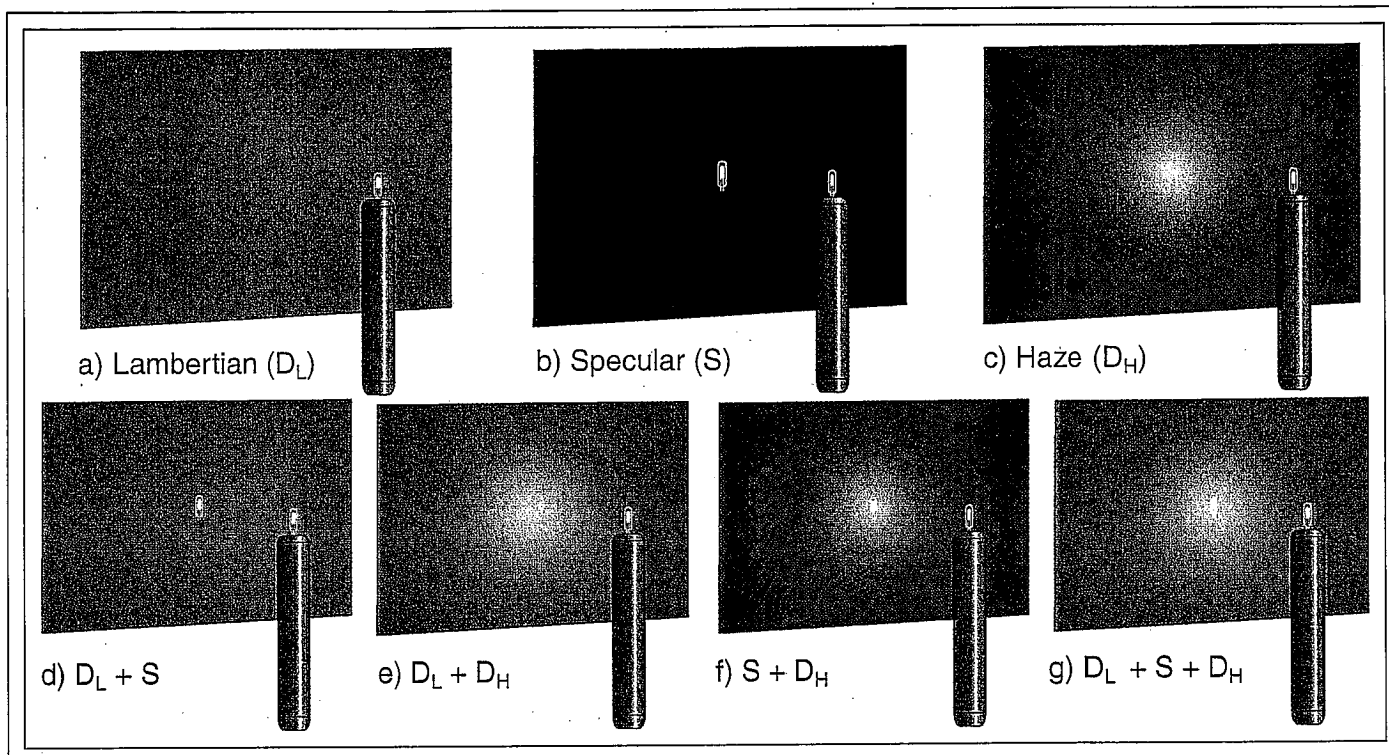 a) Lambertian (D_L)
b) Specular (S)
c) Haze (D_H)
d) D_L + S
e) D_L + D_H
f) S + D_H
g) D_L + S + D_H